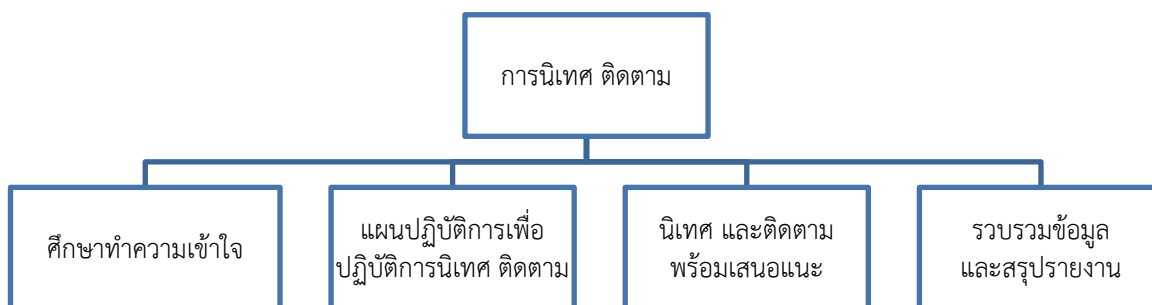 การนิเทศ ติดตาม
ศึกษาทำความเข้าใจ
แผนปฏิบัติการเพื่อ
ปฏิบัติการนิเทศ ติดตาม
นิเทศ และติดตาม
พร้อมเสนอแนะ
รวบรวมข้อมูล
และสรุปรายงาน